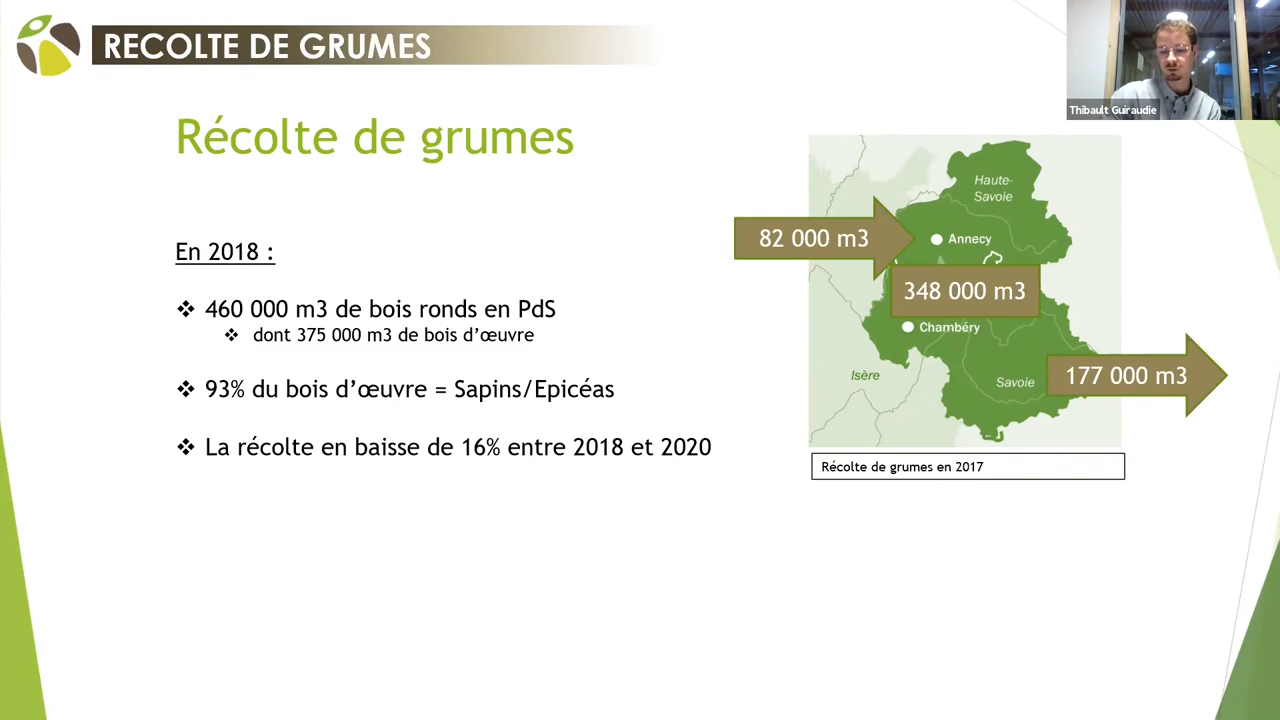 RECOLTE DE GRUMES
Thibault Guiraudie
Récolte de grumes
En 2018 :
❖ 460 000 m3 de bois ronds en PdS
❖ dont 375 000 m3 de bois d’œuvre
❖ 93% du bois d’œuvre = Sapins/Epicéas
❖ La récolte en baisse de 16% entre 2018 et 2020
Haute-
Savoie
82 000 m3
Annecy
348 000 m3
Chambéry
Isère
Savoie
177 000 m3
Récolte de grumes en 2017